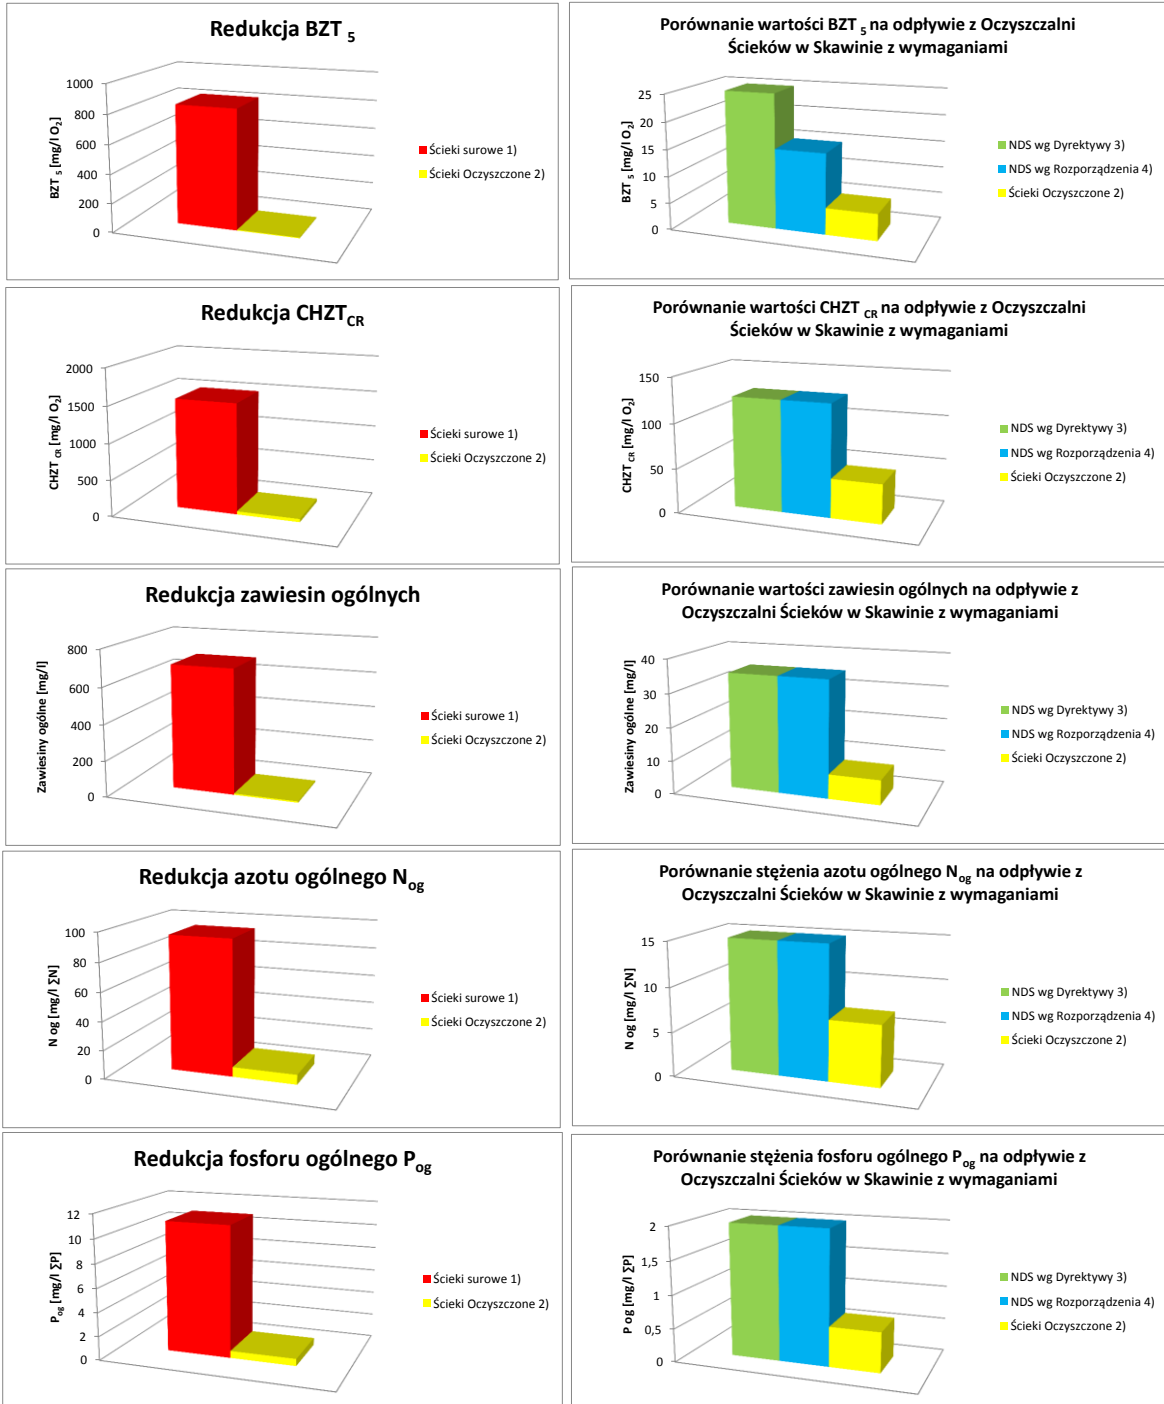 Redukcja BZT 5
BZT 5 [mg/l O2]
1000
800
600
400
200
0
Ścieki surowe 1)
Ścieki Oczyszczone 2)
Porównanie wartości BZT 5 na odpływie z Oczyszczalni
Ścieków w Skawinie z wymaganiami
BZT 5 [mg/l O2]
25
20
15
10
5
0
NDS wg Dyrektywy 3)
NDS wg Rozporządzenia 4)
Ścieki Oczyszczone 2)
Redukcja CHZTCR
CHZT CR [mg/l O2]
2000
1500
1000
500
0
Ścieki surowe 1)
Ścieki Oczyszczone 2)
Porównanie wartości CHZT CR na odpływie z Oczyszczalni
Ścieków w Skawinie z wymaganiami
CHZT CR [mg/l O2]
150
100
50
0
NDS wg Dyrektywy 3)
NDS wg Rozporządzenia 4)
Ścieki Oczyszczone 2)
Redukcja zawiesin ogólnych
Zawiesiny ogólne [mg/l]
800
600
400
200
0
Ścieki surowe 1)
Ścieki Oczyszczone 2)
Porównanie wartości zawiesin ogólnych na odpływie z
Oczyszczalni Ścieków w Skawinie z wymaganiami
Zawiesiny ogólne [mg/l]
40
30
20
10
0
NDS wg Dyrektywy 3)
NDS wg Rozporządzenia 4)
Ścieki Oczyszczone 2)
Redukcja azotu ogólnego Nog
N og [mg/l ∑N]
100
80
60
40
20
0
Ścieki surowe 1)
Ścieki Oczyszczone 2)
Porównanie stężenia azotu ogólnego Nog na odpływie z
Oczyszczalni Ścieków w Skawinie z wymaganiami
N og [mg/l ∑N]
15
10
5
0
NDS wg Dyrektywy 3)
NDS wg Rozporządzenia 4)
Ścieki Oczyszczone 2)
Redukcja fosforu ogólnego Pog
Pog [mg/l ∑P]
12
10
8
6
4
2
0
Ścieki surowe 1)
Ścieki Oczyszczone 2)
Porównanie stężenia fosforu ogólnego Pog na odpływie z
Oczyszczalni Ścieków w Skawinie z wymaganiami
P og [mg/l ∑P]
2
1,5
1
0,5
0
NDS wg Dyrektywy 3)
NDS wg Rozporządzenia 4)
Ścieki Oczyszczone 2)